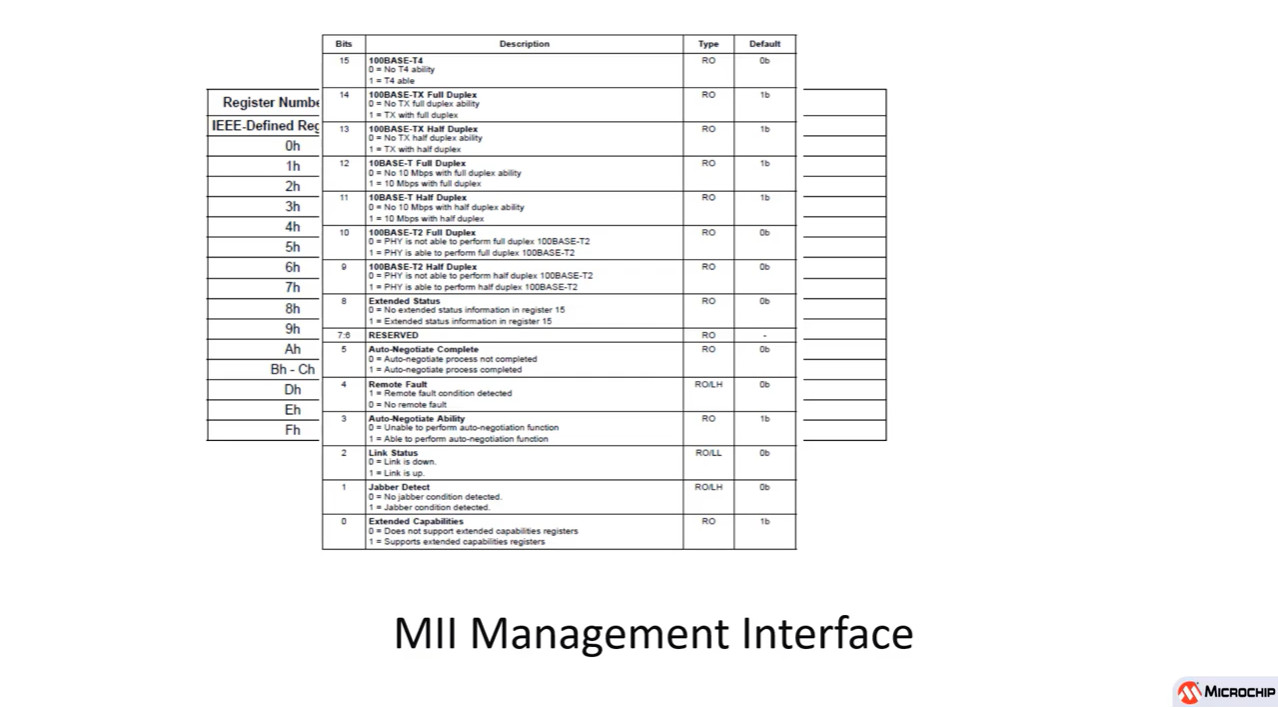 Bits Description Type Default
15 100BASE-T4 RO 0b
0 = No T4 ability
1 = T4 able
14 100BASE-TX Full Duplex RO 1b
0 = No TX full duplex ability
1 = TX with full duplex
13 100BASE-TX Half Duplex RO 1b
0 = No TX half duplex ability
1 = TX with half duplex
12 10BASE-T Full Duplex RO 1b
0 = No 10 Mbps with full duplex ability
1 = 10 Mbps with full duplex
11 10BASE-T Half Duplex RO 1b
0 = No 10 Mbps with half duplex ability
1 = 10 Mbps with half duplex
10 100BASE-T2 Full Duplex RO 0b
0 = PHY is not able to perform full duplex 100BASE-T2
1 = PHY is able to perform full duplex 100BASE-T2
9 100BASE-T2 Half Duplex RO 0b
0 = PHY is not able to perform half duplex 100BASE-T2
1 = PHY is able to perform half duplex 100BASE-T2
8 Extended Status RO 0b
0 = No extended status information in register 15
1 = Extended status information in register 15
7:6 RESERVED RO -
5 Auto-Negotiate Complete RO 0b
0 = Auto-negotiate process not completed
1 = Auto-negotiate process completed
4 Remote Fault RO/LH 0b
1 = Remote fault condition detected
0 = No remote fault
3 Auto-Negotiate Ability RO 1b
0 = Unable to perform auto-negotiation function
1 = Able to perform auto-negotiation function
2 Link Status RO/LL 0b
0 = Link is down.
1 = Link is up.
1 Jabber Detect RO/LH 0b
0 = No jabber condition detected.
1 = Jabber condition detected.
0 Extended Capabilities RO 1b
0 = Does not support extended capabilities registers
1 = Supports extended capabilities registers
Register Numbe
IEEE-Defined Reg
0h
1h
2h
3h
4h
5h
6h
7h
8h
9h
Ah
Bh - Ch
Dh
Eh
Fh
MII Management Interface
MICROCHIP